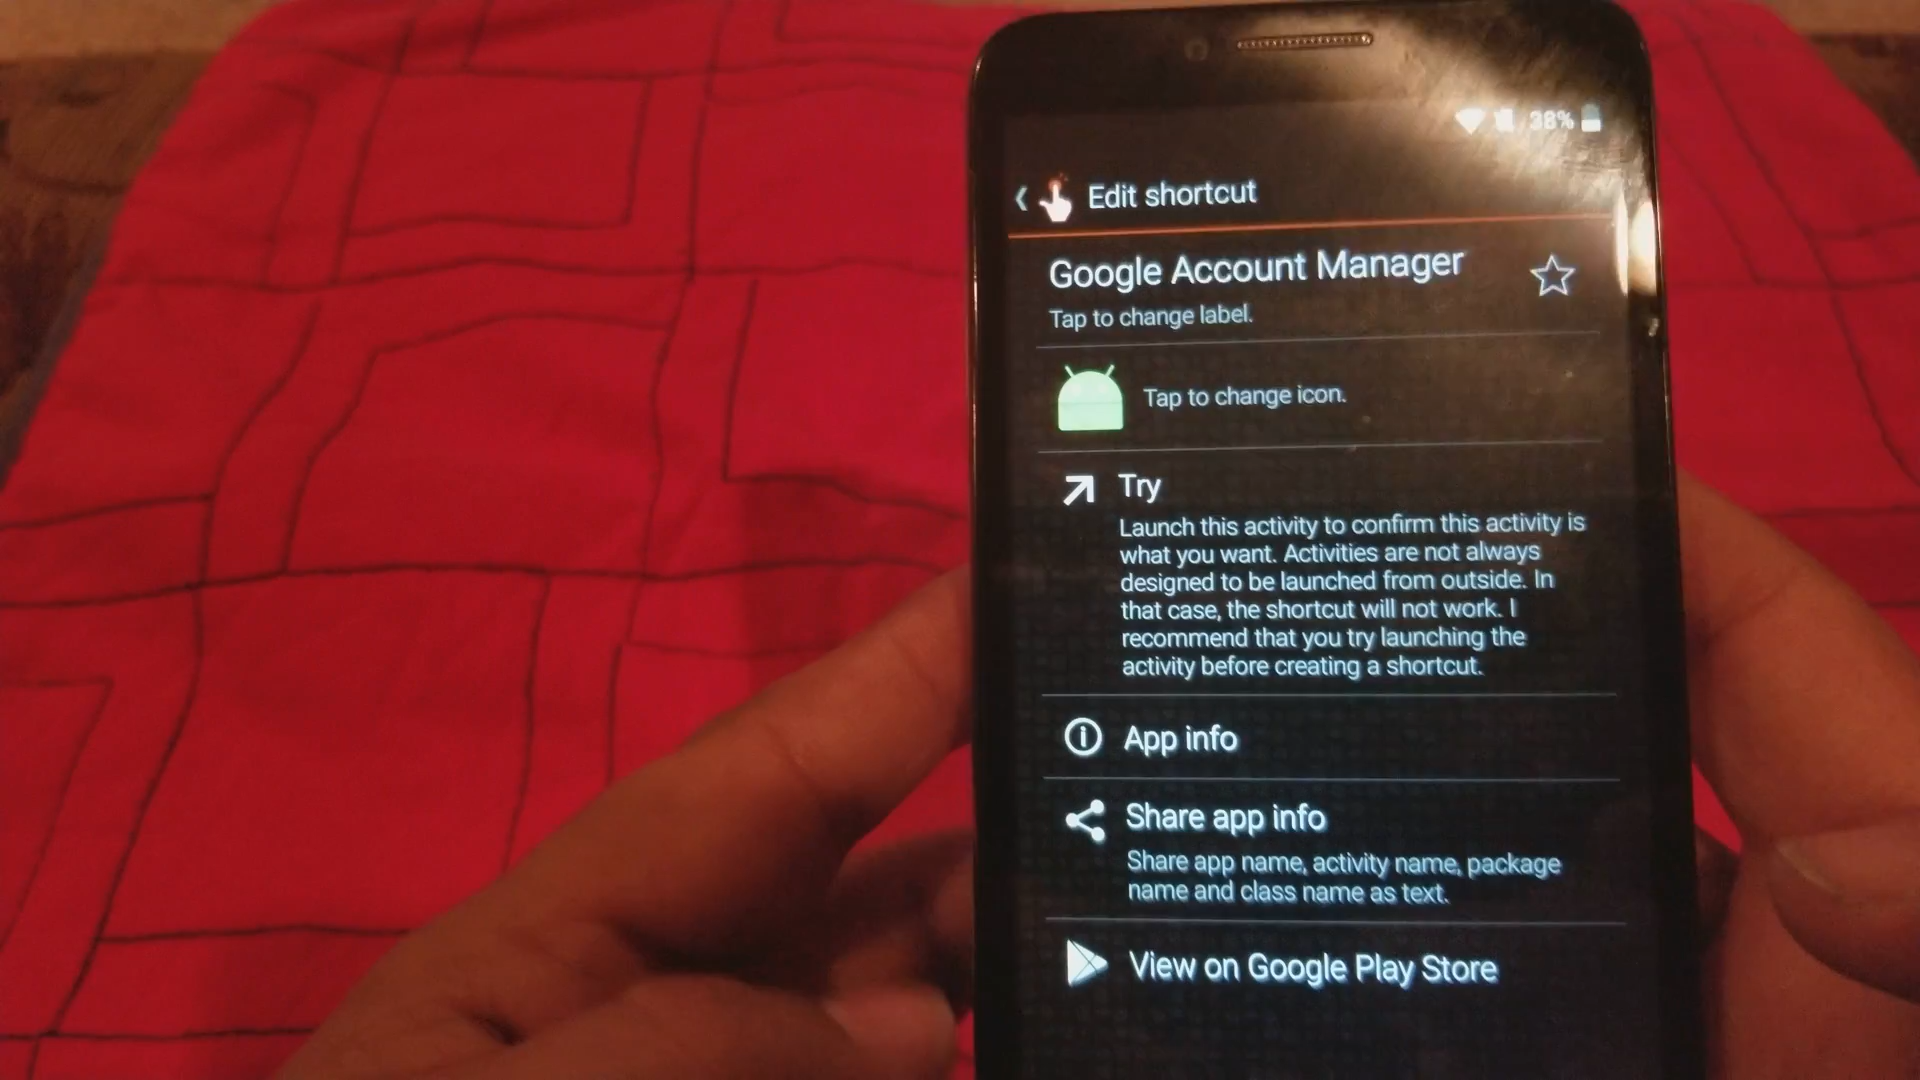 38%
Edit shortcut
Google Account Manager
Tap to change label.
Tap to change icon.
Try
Launch this activity to confirm this activity is
what you want. Activities are not always
designed to be launched from outside. In
that case, the shortcut will not work. I
recommend that you try launching the
activity before creating a shortcut.
App info
Share app info
Share app name, activity name, package
name and class name as text.
View on Google Play Store